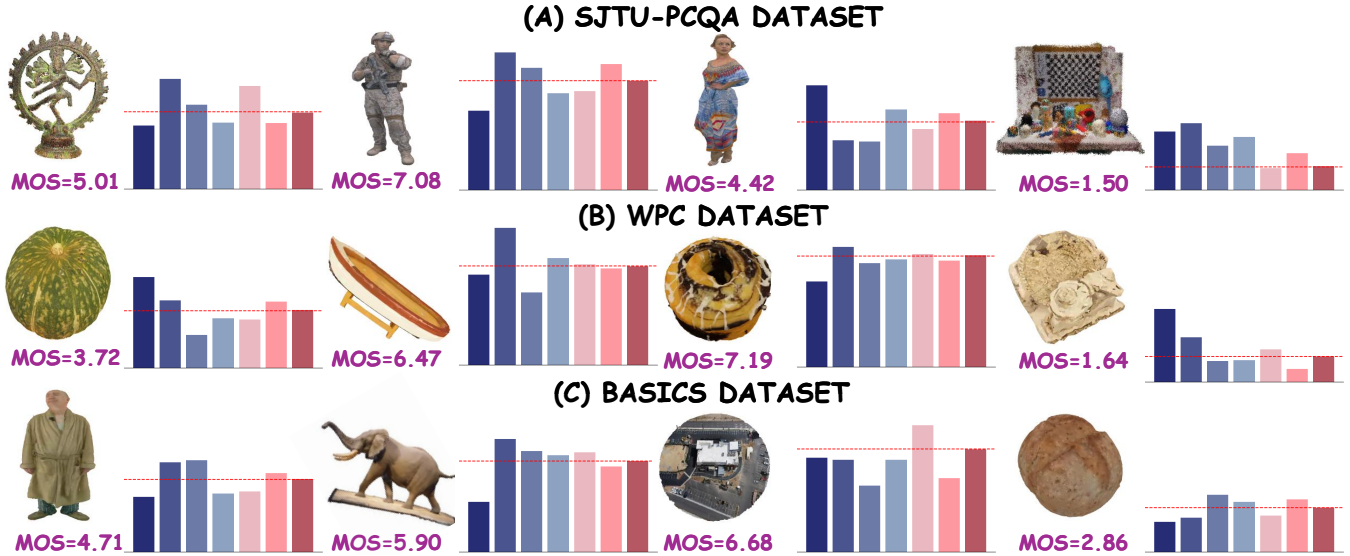 (A) SJTU-PCQA DATASET
MOS=5.01
MOS=7.08
MOS=4.42
MOS=1.50
(B) WPC DATASET
MOS=3.72
MOS=6.47
MOS=7.19
MOS=1.64
(C) BASICS DATASET
MOS=4.71
MOS=5.90
MOS=6.68
MOS=2.86